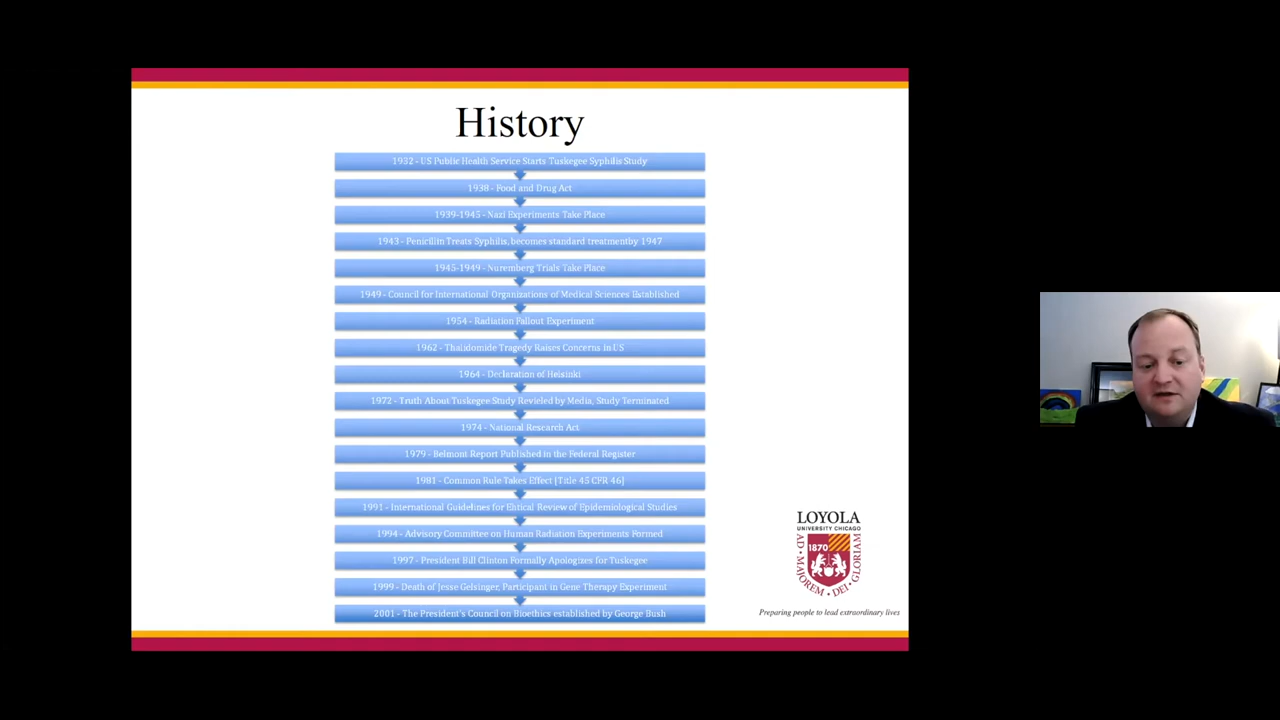 History
1932 - US Public Health Service Starts Tuskegee Syphilis Study
1938 - Food and Drug Act
1939-1945 - Nazi Experiments Take Place
1943 - Penicillin Treats Syphilis, becomes standard treatmentby 1947
1945-1949 - Nuremberg Trials Take Place
1949 - Council for International Organizations of Medical Sciences Established
1954 - Radiation Fallout Experiment
1962 - Thalidomide Tragedy Raises Concerns in US
1964 - Declaration of Helsinki
1972 - Truth About Tuskegee Study Revieled by Media, Study Terminated
1974 - National Research Act
1979 - Belmont Report Published in the Federal Register
1981 - Common Rule Takes Effect [Title 45 CFR 46]
1991 - International Guidelines for Ehtical Review of Epidemiological Studies
1994 - Advisory Committee on Human Radiation Experiments Formed
1997 - President Bill Clinton Formally Apologizes for Tuskegee
1999 - Death of Jesse Gelsinger, Participant in Gene Therapy Experiment
2001 - The President's Council on Bioethics established by George Bush
LOYOLA
UNIVERSITY CHICAGO
1870
AD • MAJOREM • DEI • GLORIAM
Preparing people to lead extraordinary lives